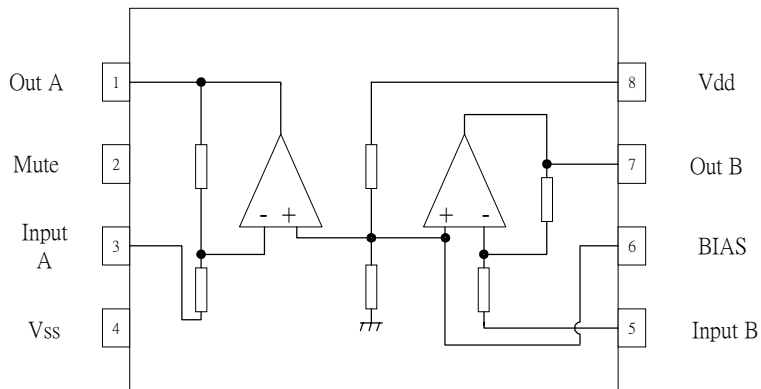 Out A
1
8
Vdd
Mute
2
7
Out B
- +
+ -
Input
A
3
6
BIAS
Vss
4
5
Input B